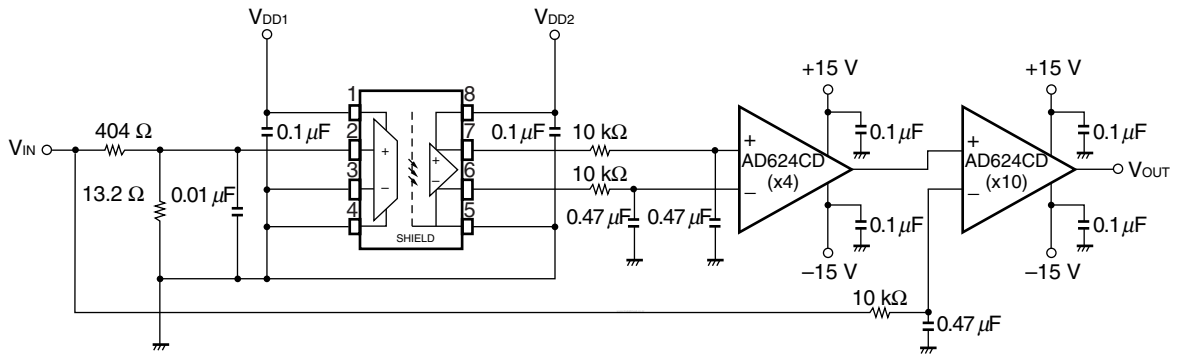 VDD1
VDD2
+15 V
+15 V
1
8
0.1 μF
0.1 μF
10 kΩ
0.1 μF
0.1 μF
404 Ω
2
7
VIN
+
+
+
AD624CD
(x4)
+
AD624CD
(x10)
VOUT
10 kΩ
3
6
−
−
−
−
13.2 Ω
0.01 μF
0.47 μF
0.47 μF
4
5
0.1 μF
0.1 μF
SHIELD
–15 V
–15 V
10 kΩ
0.47 μF